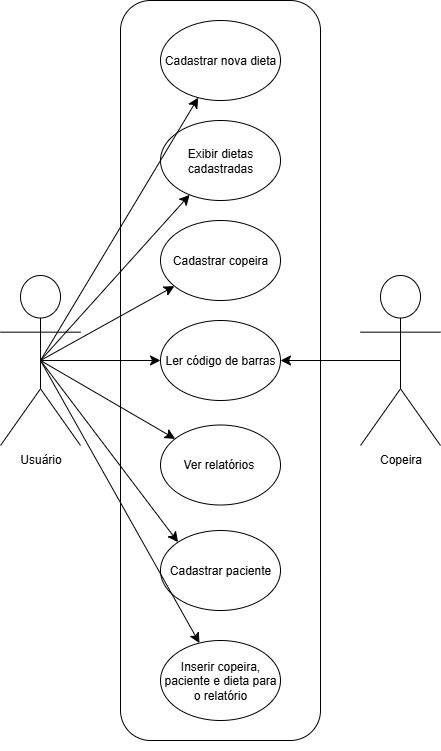 Cadastrar nova dieta
Exibir dietas
cadastradas
Cadastrar copeira
Ler código de barras
Usuário
Copeira
Ver relatórios
Cadastrar paciente
Inserir copeira,
paciente e dieta para
o relatório